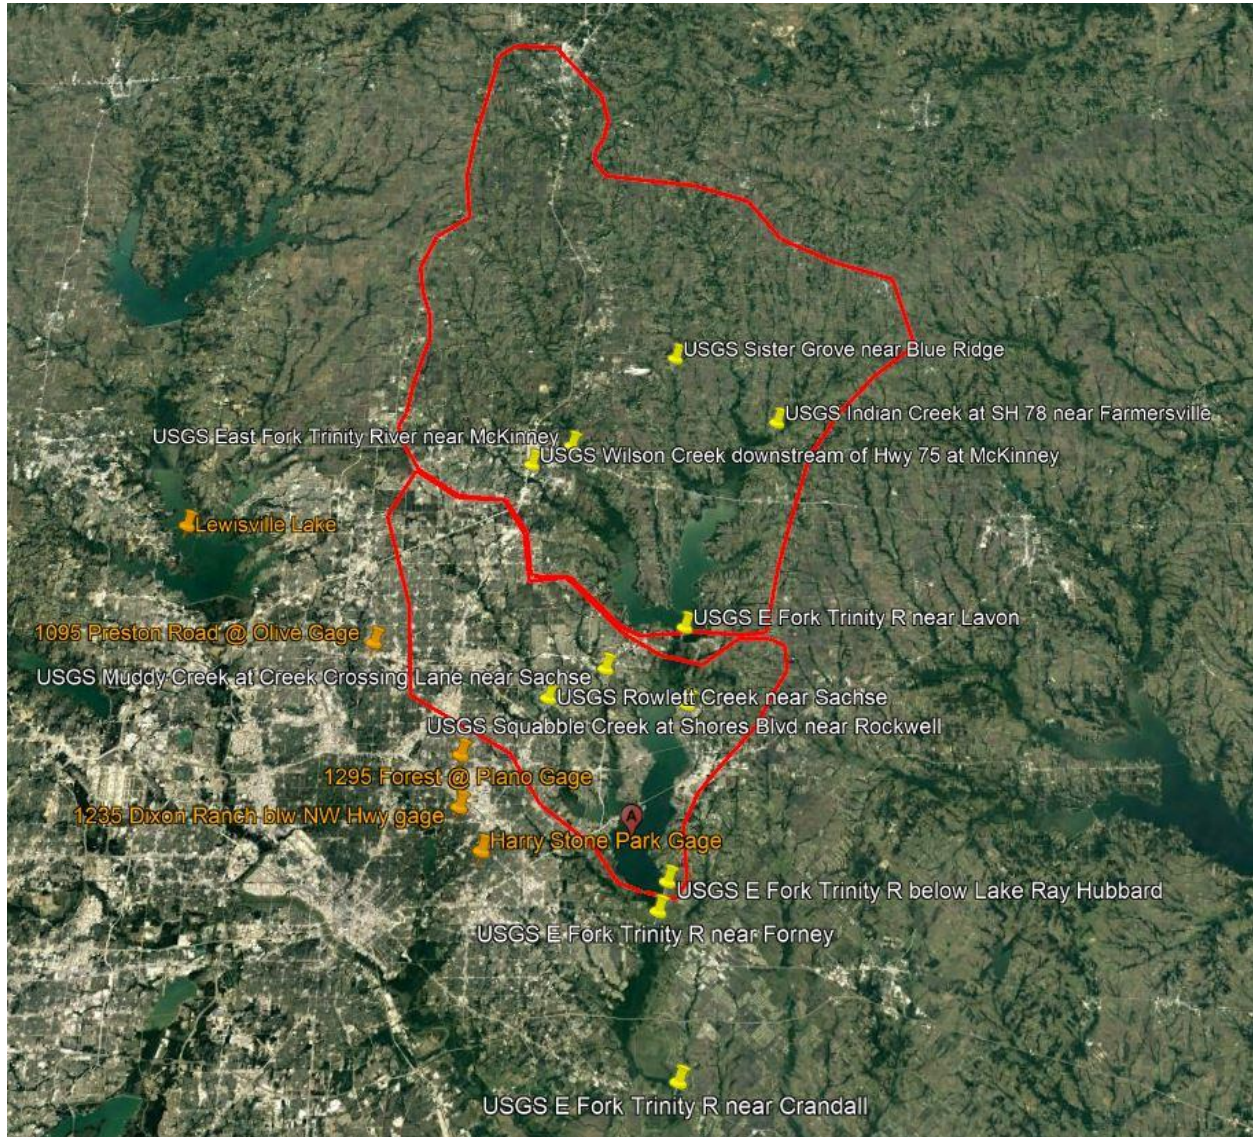 USGS Sister Grove near Blue Ridge
USGS Indian Creek at SH 78 near Farmersville
USGS East Fork Trinity River near McKinney
USGS Wilson Creek downstream of Hwy 75 at McKinney
Lewisville Lake
USGS E Fork Trinity R near Lavon
1095 Preston Road @ Olive Gage
USGS Muddy Creek at Creek Crossing Lane near Sachse
USGS Rowlett Creek near Sachse
USGS Squabble Creek at Shores Blvd near Rockwell
1295 Forest @ Plano Gage
1235 Dixon Ranch blw NW Hwy gage
A
Harry Stone Park Gage
USGS E Fork Trinity R below Lake Ray Hubbard
USGS E Fork Trinity R near Forney
USGS E Fork Trinity R near Crandall